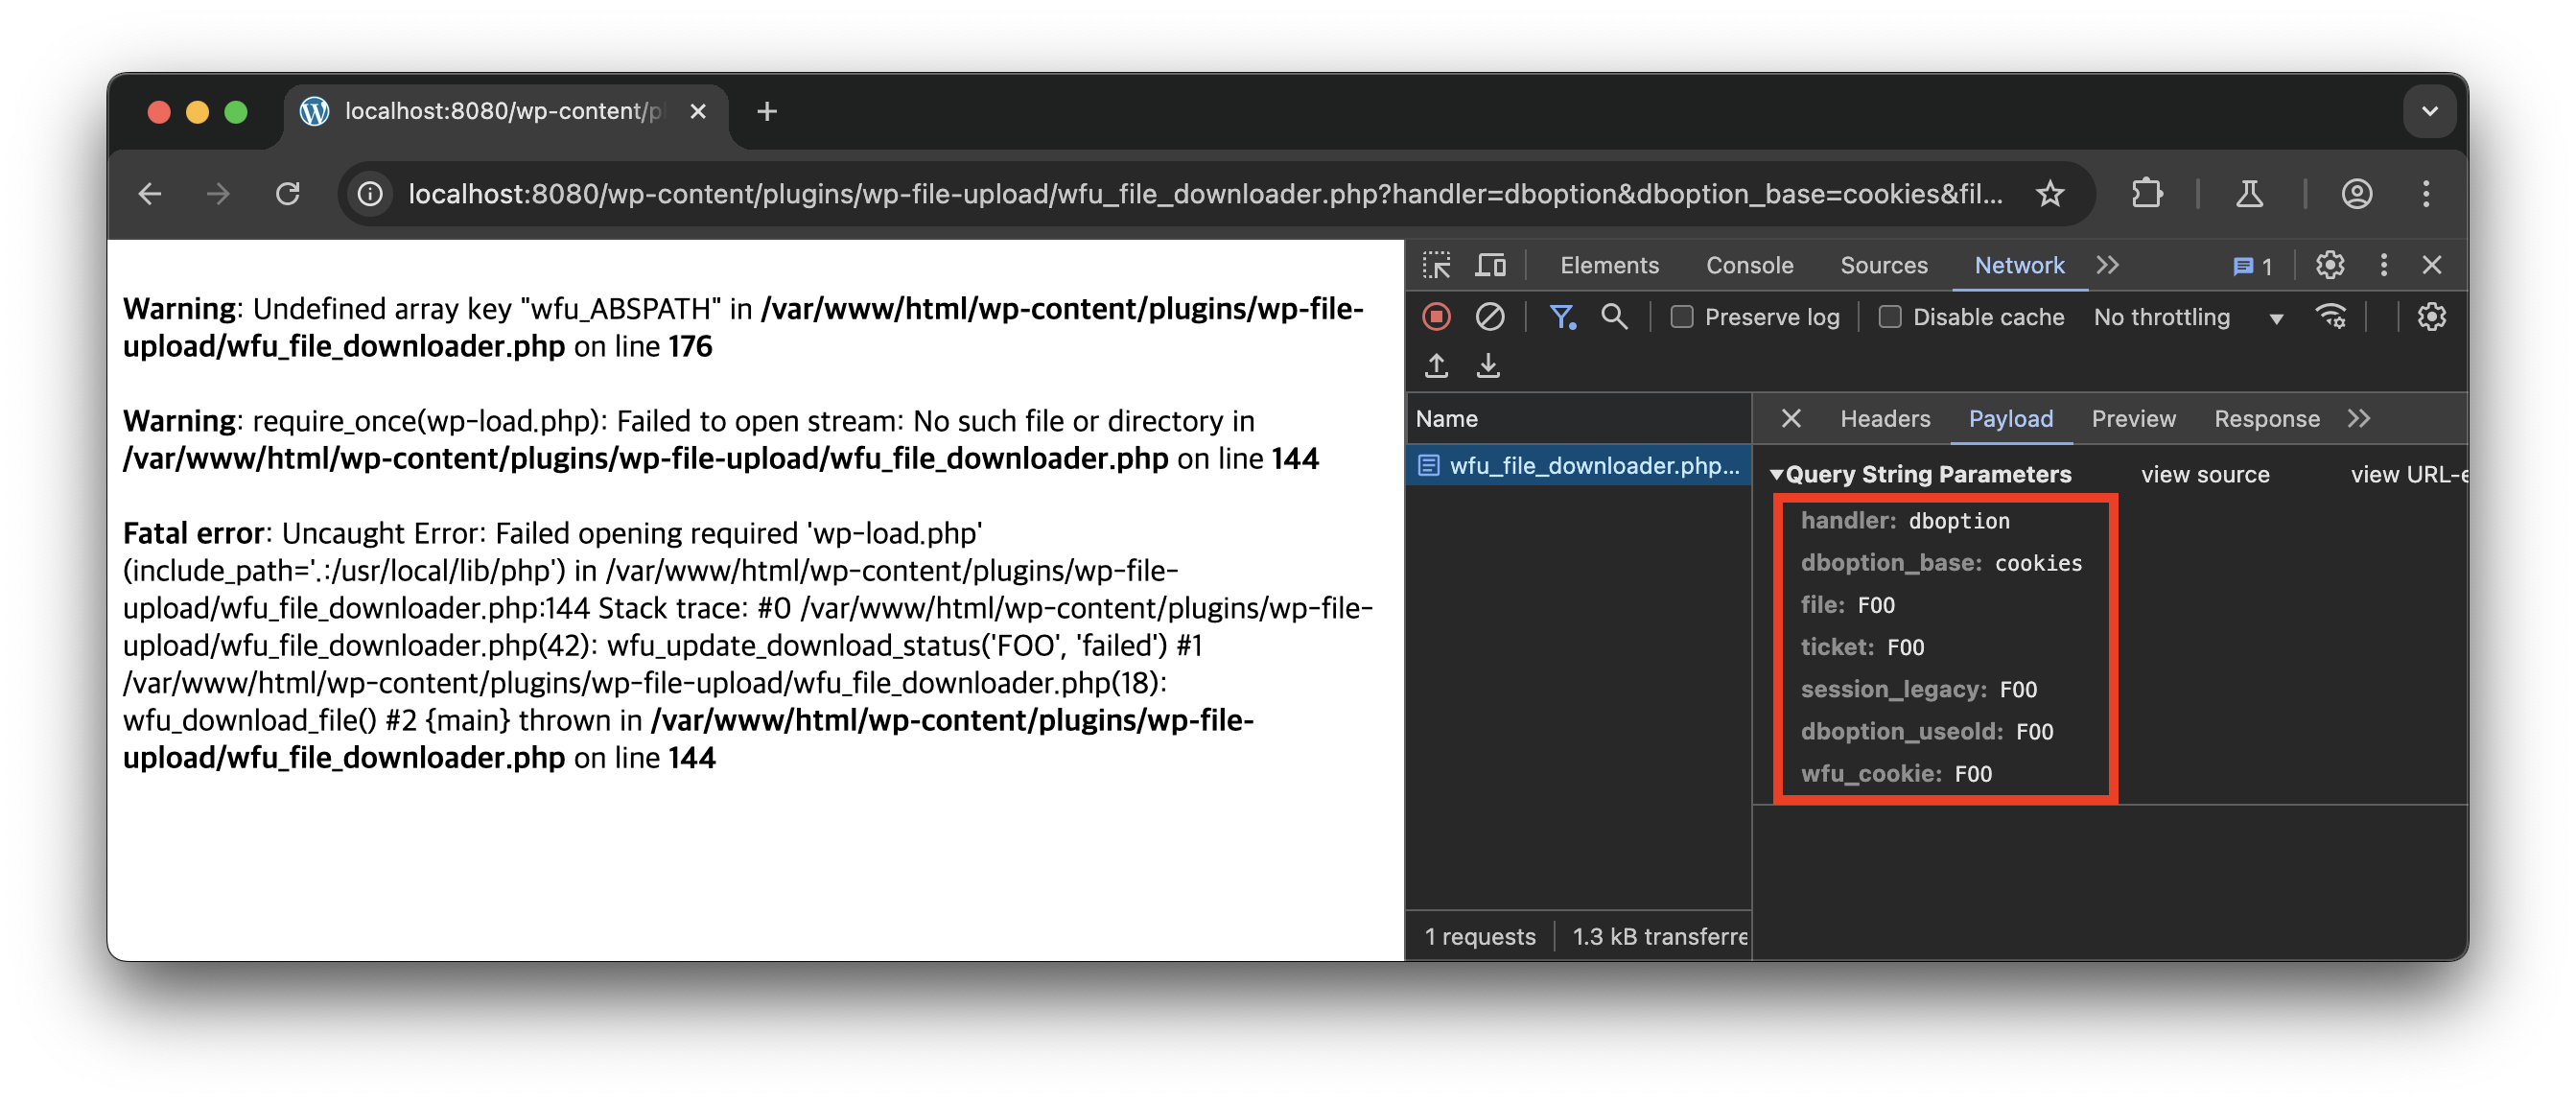 localhost:8080/wp-content/pl
localhost:8080/wp-content/plugins/wp-file-upload/wfu_file_downloader.php?handler=dboption&dboption_base=cookies&fil...
Warning: Undefined array key "wfu_ABSPATH" in /var/www/html/wp-content/plugins/wp-file-
upload/wfu_file_downloader.php on line 176
Warning: require_once(wp-load.php): Failed to open stream: No such file or directory in
/var/www/html/wp-content/plugins/wp-file-upload/wfu_file_downloader.php on line 144
Fatal error: Uncaught Error: Failed opening required 'wp-load.php'
(include_path='.:/usr/local/lib/php') in /var/www/html/wp-content/plugins/wp-file-
upload/wfu_file_downloader.php:144 Stack trace: #0 /var/www/html/wp-content/plugins/wp-file-
upload/wfu_file_downloader.php(42): wfu_update_download_status('FOO', 'failed') #1
/var/www/html/wp-content/plugins/wp-file-upload/wfu_file_downloader.php(18):
wfu_download_file() #2 {main} thrown in /var/www/html/wp-content/plugins/wp-file-
upload/wfu_file_downloader.php on line 144
Elements Console Sources Network 1
Preserve log Disable cache No throttling
Name
wfu_file_downloader.php...
1 requests 1.3 kB transferre
Headers Payload Preview Response
Query String Parameters view source view URL-e
handler: dboption
dboption_base: cookies
file: FOO
ticket: FOO
session_legacy: FOO
dboption_useold: FOO
wfu_cookie: FOO